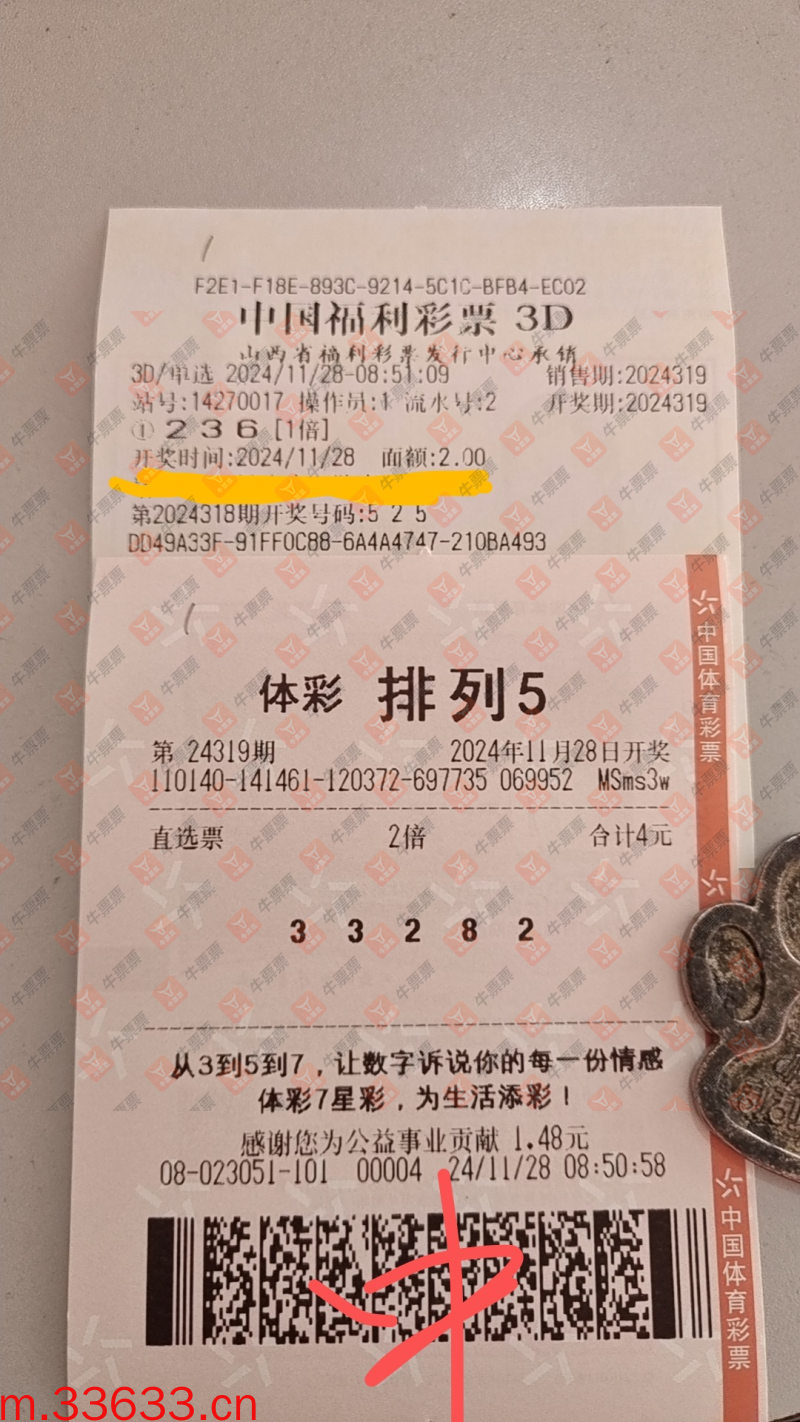 F2E1-F18E-893C-9214-5C1C-BFB4-EC02
中国福利彩票 3D
山西省福利彩票发行中心承销
3D/单选 2024/11/28-08:51:09 销售期:2024319
站号:14270017 操作员:1 流水号:2 开奖期:2024319
① 2 3 6 [1倍]
开奖时间:2024/11/28 面额:2.00
第2024318期开奖号码:5 2 5
DD49A33F-91FF0C88-6A4A4747-210BA493
体彩 排列5
第 24319期 2024年11月28日开奖
110140-141461-120372-697735 069952 MSms3w
直选票 2倍 合计4元
3 3 2 8 2
从3到5到7，让数字诉说你的每一份情感
体彩7星彩，为生活添彩！
感谢您为公益事业贡献 1.48元
08-023051-101 00004 24/11/28 08:50:58
中国体育彩票
中国体育彩票
牛票票
m.33633.cn